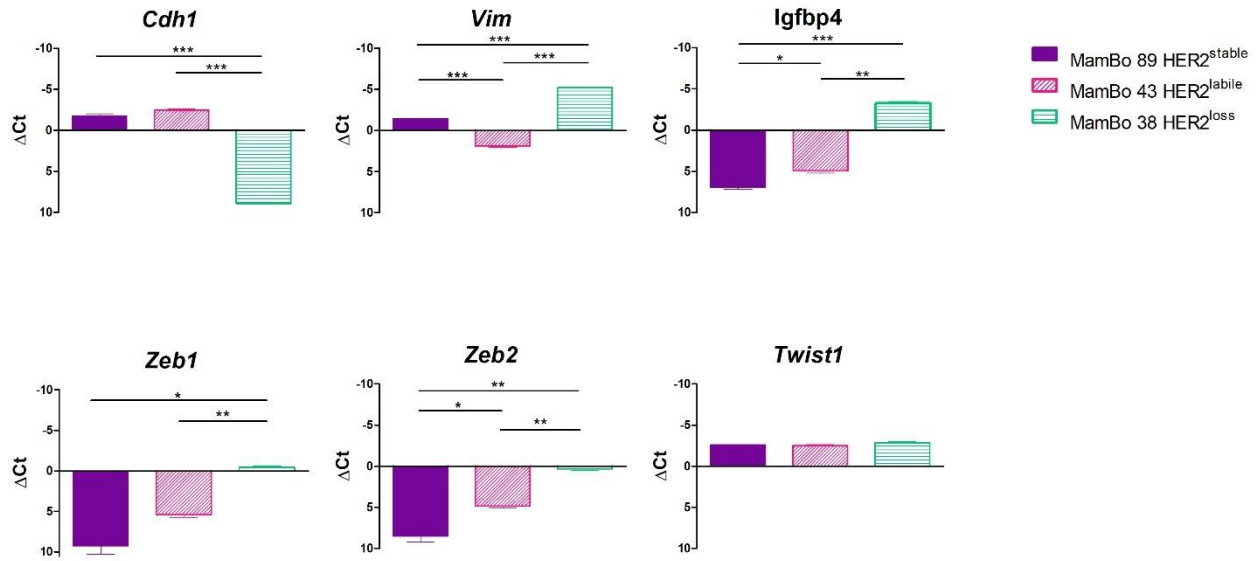 Cdh1
-10
-5
0
5
10
ΔCt
***
***
Vim
-10
-5
0
5
10
ΔCt
***
***
***
Igfbp4
-10
-5
0
5
10
ΔCt
***
*
**
MamBo 89 HER2stable
MamBo 43 HER2labile
MamBo 38 HER2loss
Zeb1
-10
-5
0
5
10
ΔCt
*
**
Zeb2
-10
-5
0
5
10
ΔCt
**
*
**
Twist1
-10
-5
0
5
10
ΔCt